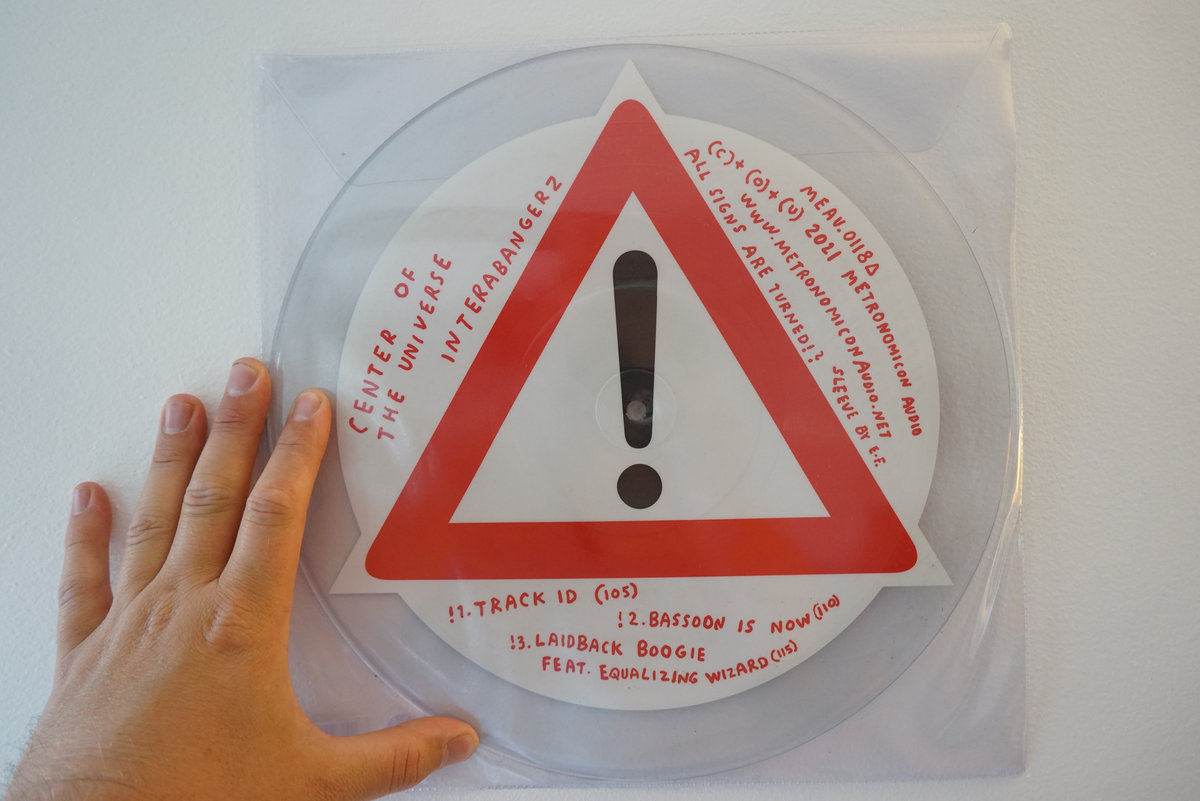 CENTER OF
THE UNIVERSE
INTERABANGERZ
MEAV.0118Δ
(C)+(O)+(U) 2021 METRONOMICON AUDIO
WWW.METRONOMICONAUDIO.NET
ALL SIGNS ARE TURNED!? SLEEVE BY E.F.
!
!1. TRACK ID (105)
!2. BASSOON IS NOW (110)
!3. LAIDBACK BOOGIE
FEAT. EQUALIZING WIZARD (115)